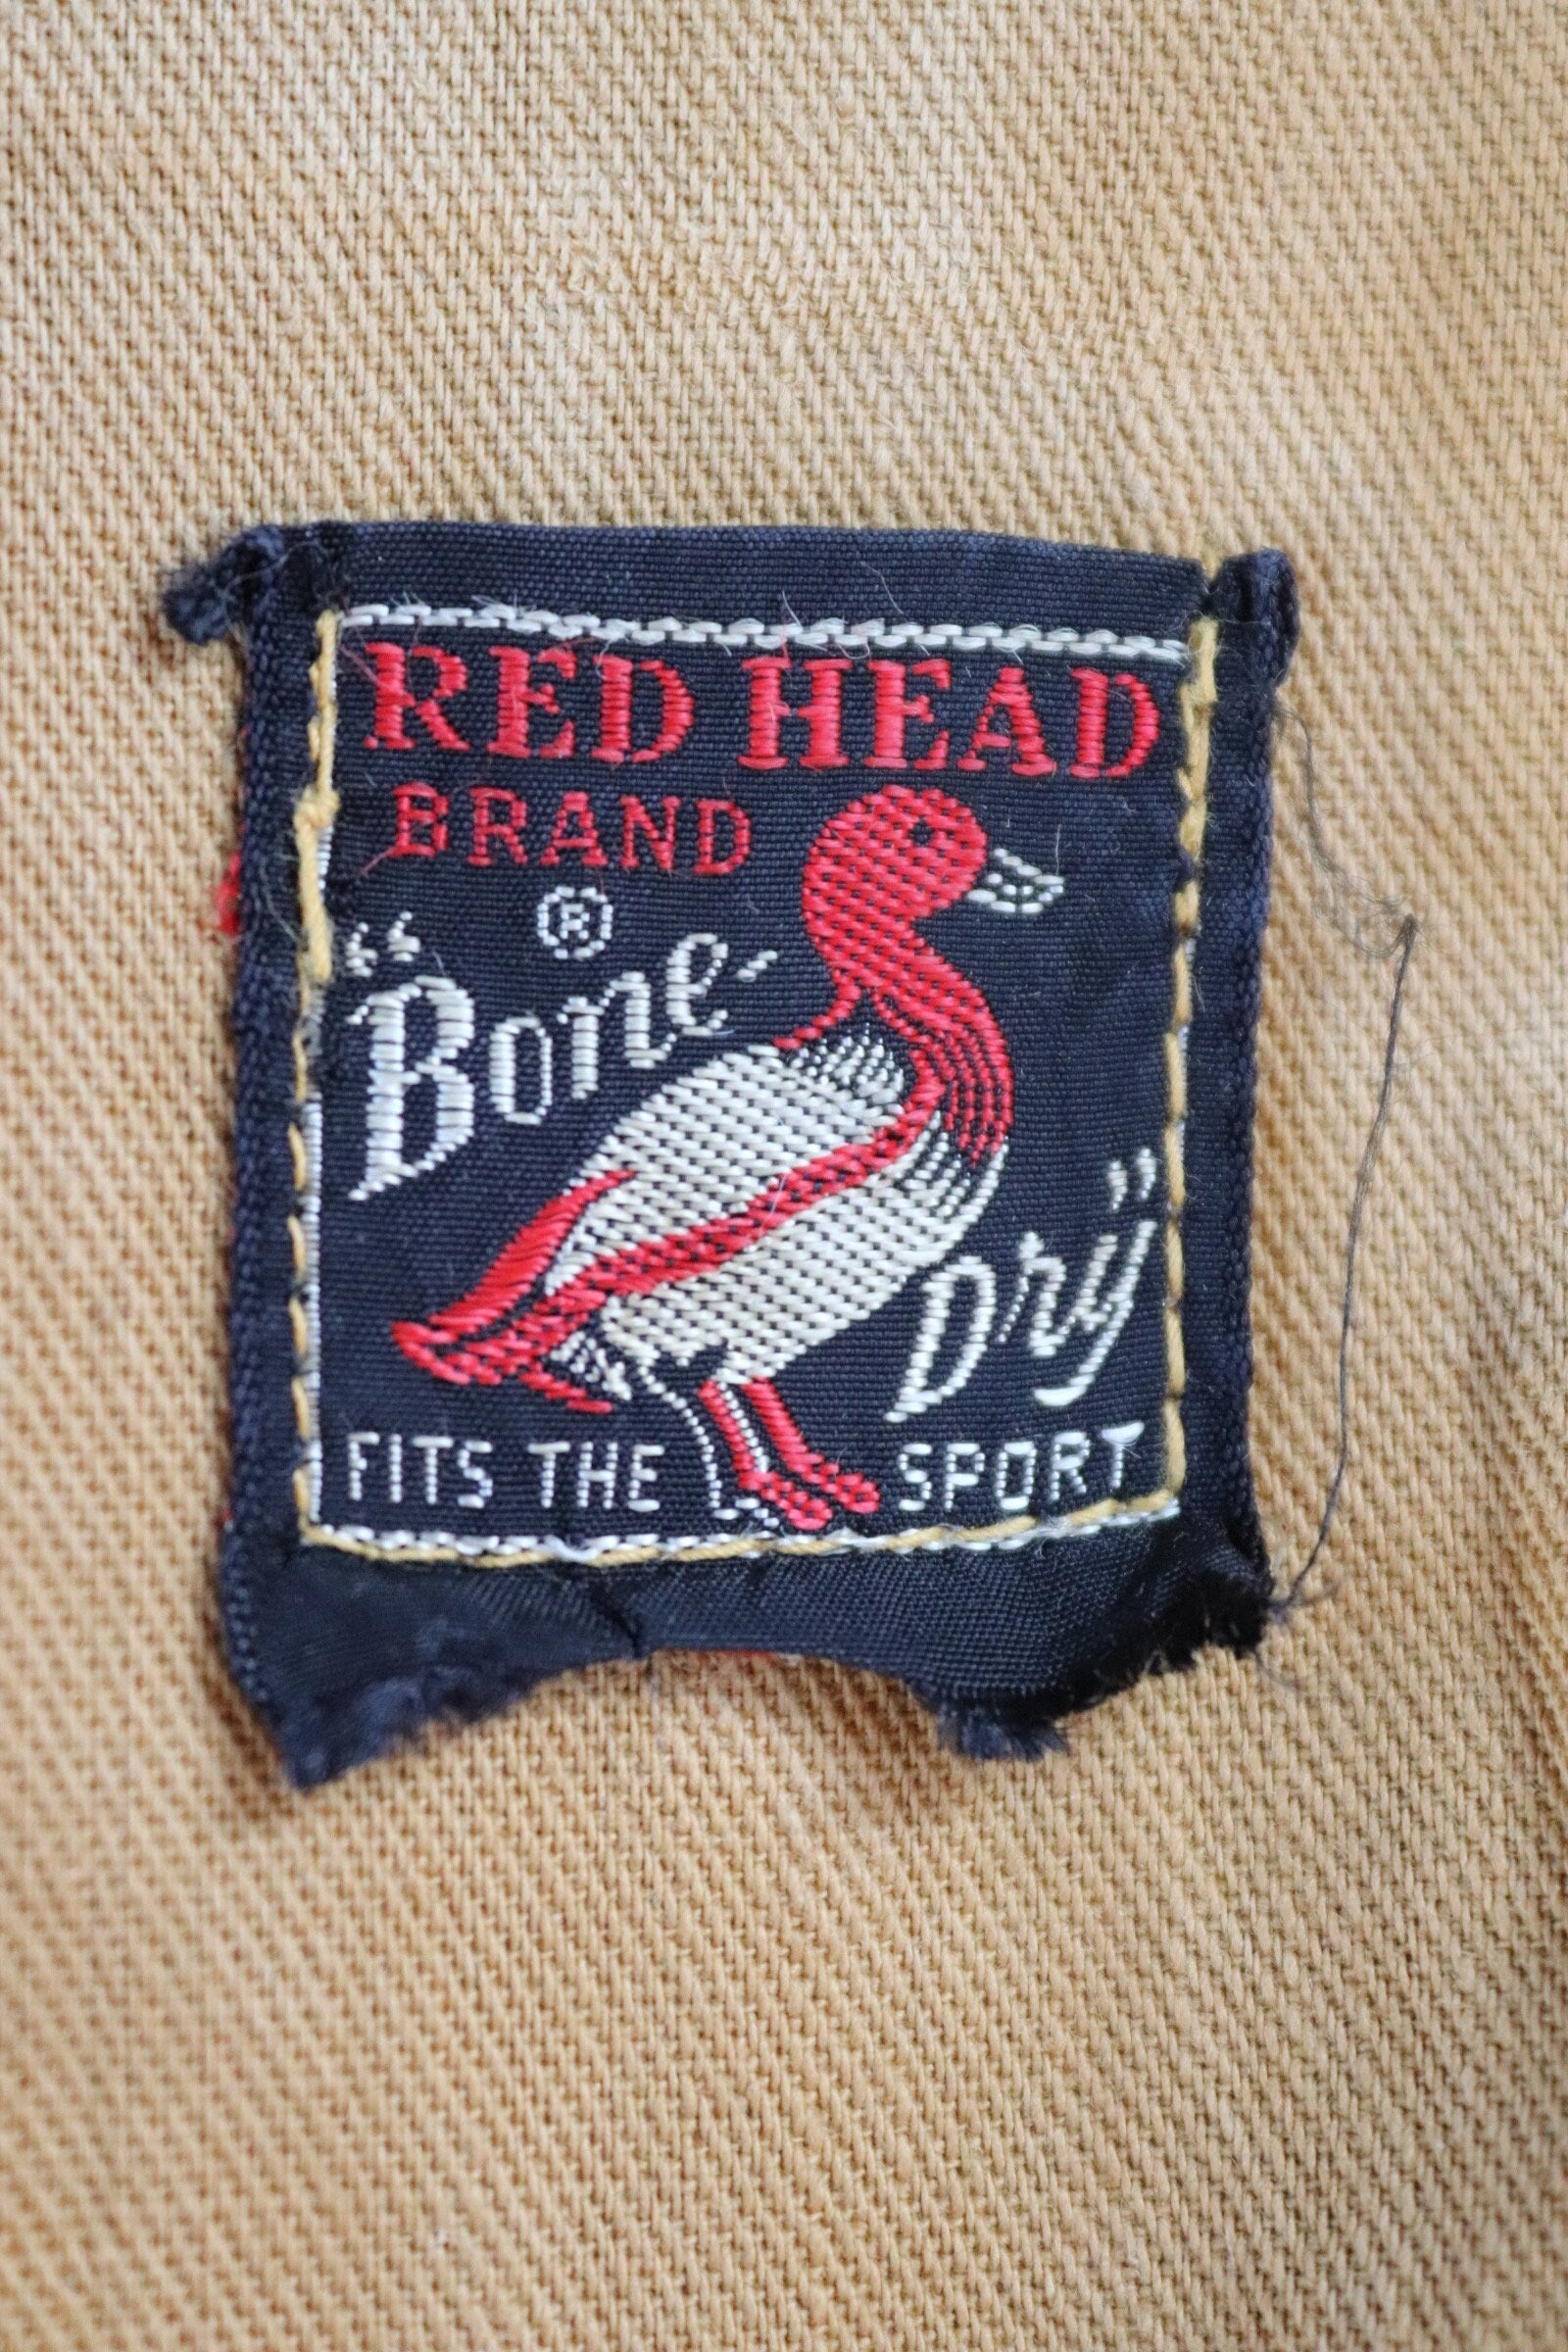 RED HEAD
BRAND
®
"Bone-
Dry"
FITS THE SPORT